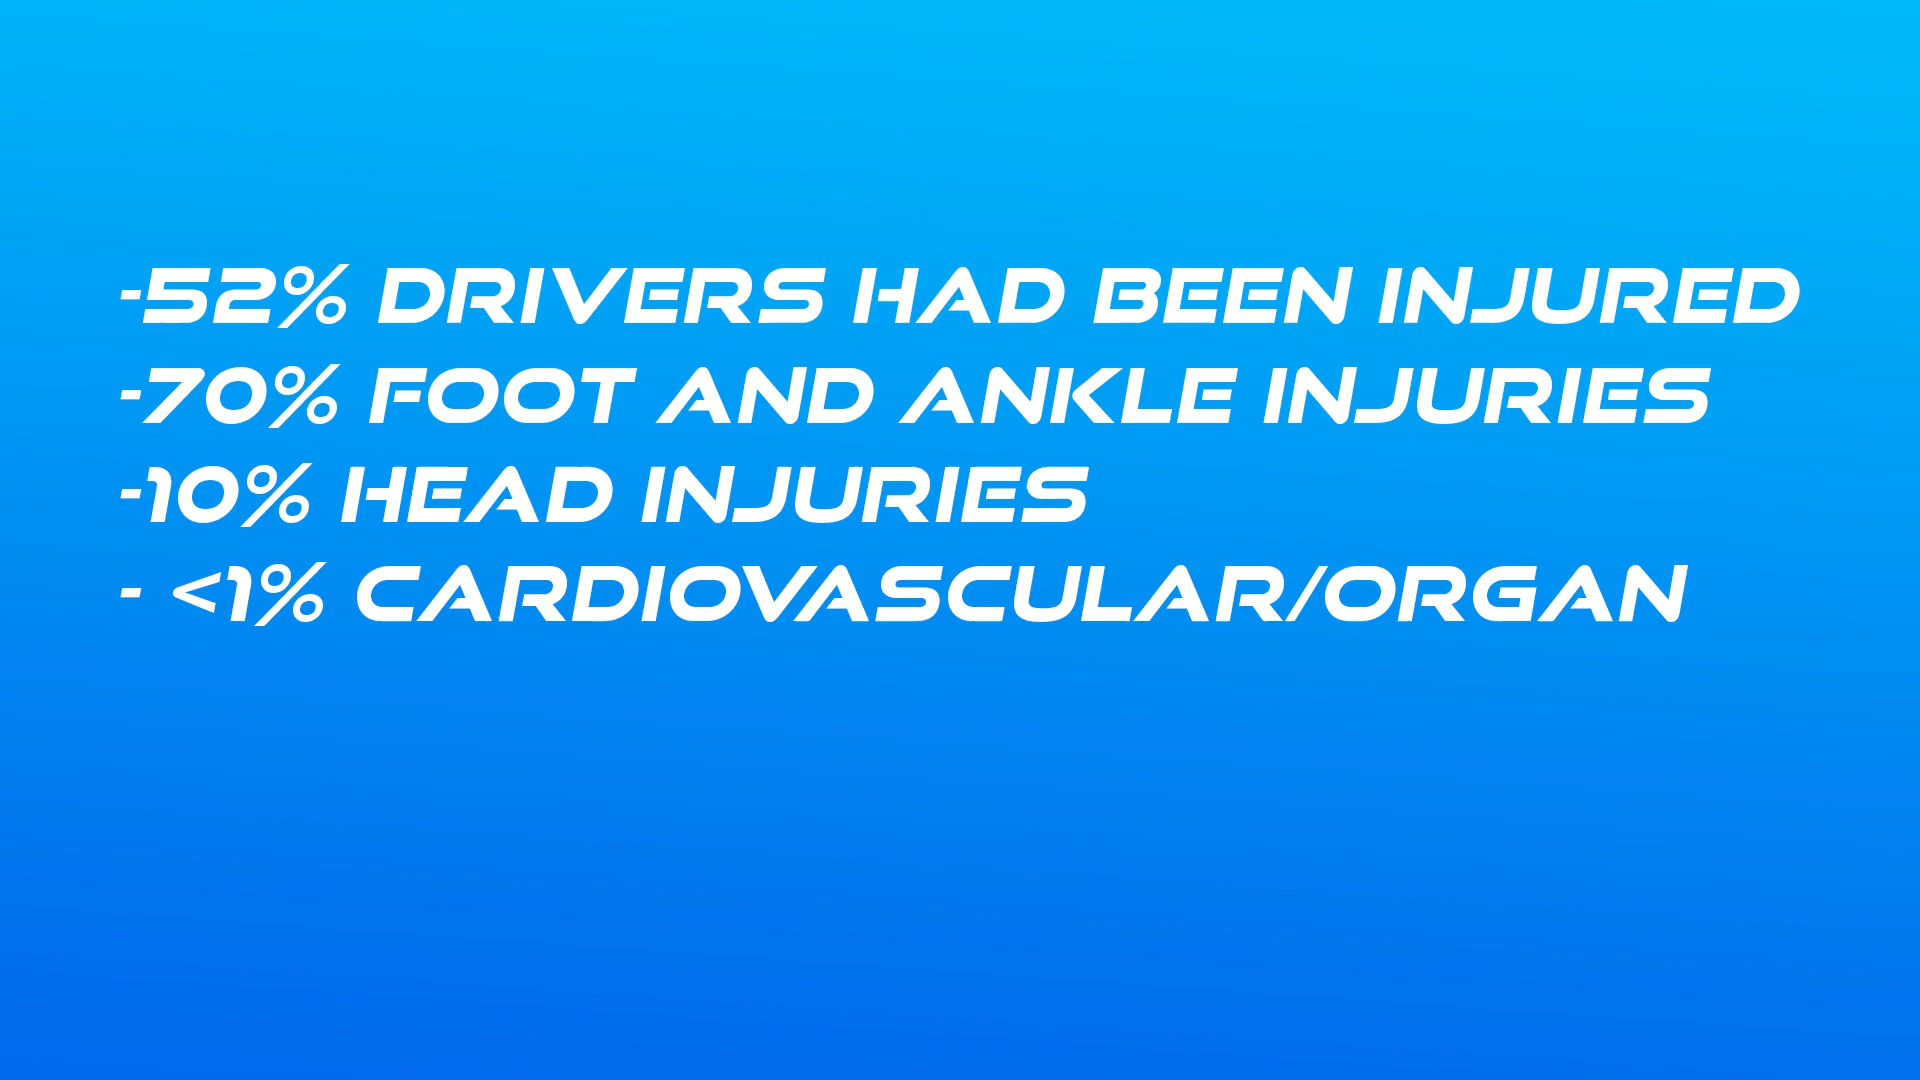 -52% DRIVERS HAD BEEN INJURED
-70% FOOT AND ANKLE INJURIES
-10% HEAD INJURIES
- <1% CARDIOVASCULAR/ORGAN